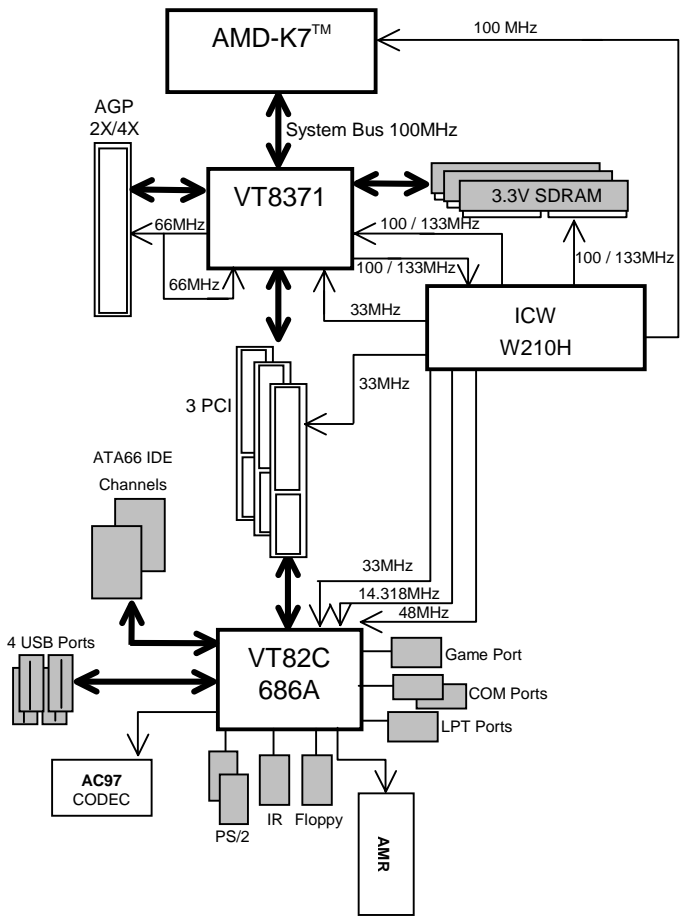 AMD-K7™
100 MHz
AGP
2X/4X
System Bus 100MHz
VT8371
3.3V SDRAM
66MHz
100 / 133MHz
100 / 133MHz
100 / 133MHz
66MHz
33MHz
ICW
W210H
33MHz
3 PCI
ATA66 IDE
Channels
33MHz
14.318MHz
48MHz
4 USB Ports
VT82C
686A
Game Port
COM Ports
LPT Ports
AC97
CODEC
PS/2
IR
Floppy
AMR